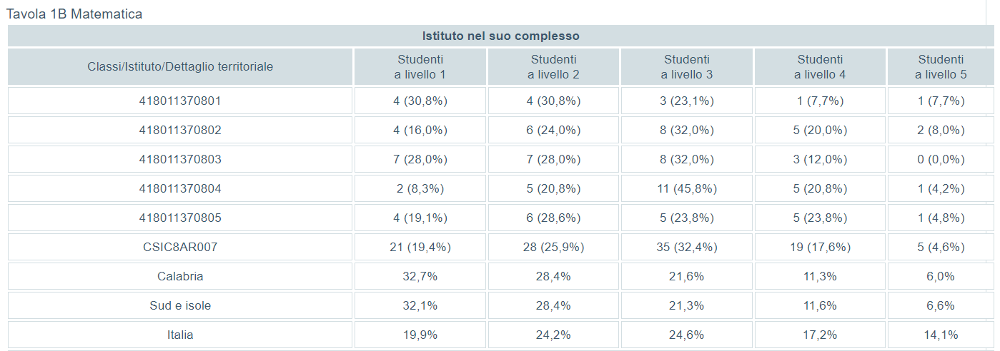 Tavola 1B Matematica
Istituto nel suo complesso
Classi/Istituto/Dettaglio territoriale Studenti a livello 1 Studenti a livello 2 Studenti a livello 3 Studenti a livello 4 Studenti a livello 5
418011370801 4 (30,8%) 4 (30,8%) 3 (23,1%) 1 (7,7%) 1 (7,7%)
418011370802 4 (16,0%) 6 (24,0%) 8 (32,0%) 5 (20,0%) 2 (8,0%)
418011370803 7 (28,0%) 7 (28,0%) 8 (32,0%) 3 (12,0%) 0 (0,0%)
418011370804 2 (8,3%) 5 (20,8%) 11 (45,8%) 5 (20,8%) 1 (4,2%)
418011370805 4 (19,1%) 6 (28,6%) 5 (23,8%) 5 (23,8%) 1 (4,8%)
CSIC8AR007 21 (19,4%) 28 (25,9%) 35 (32,4%) 19 (17,6%) 5 (4,6%)
Calabria 32,7% 28,4% 21,6% 11,3% 6,0%
Sud e isole 32,1% 28,4% 21,3% 11,6% 6,6%
Italia 19,9% 24,2% 24,6% 17,2% 14,1%